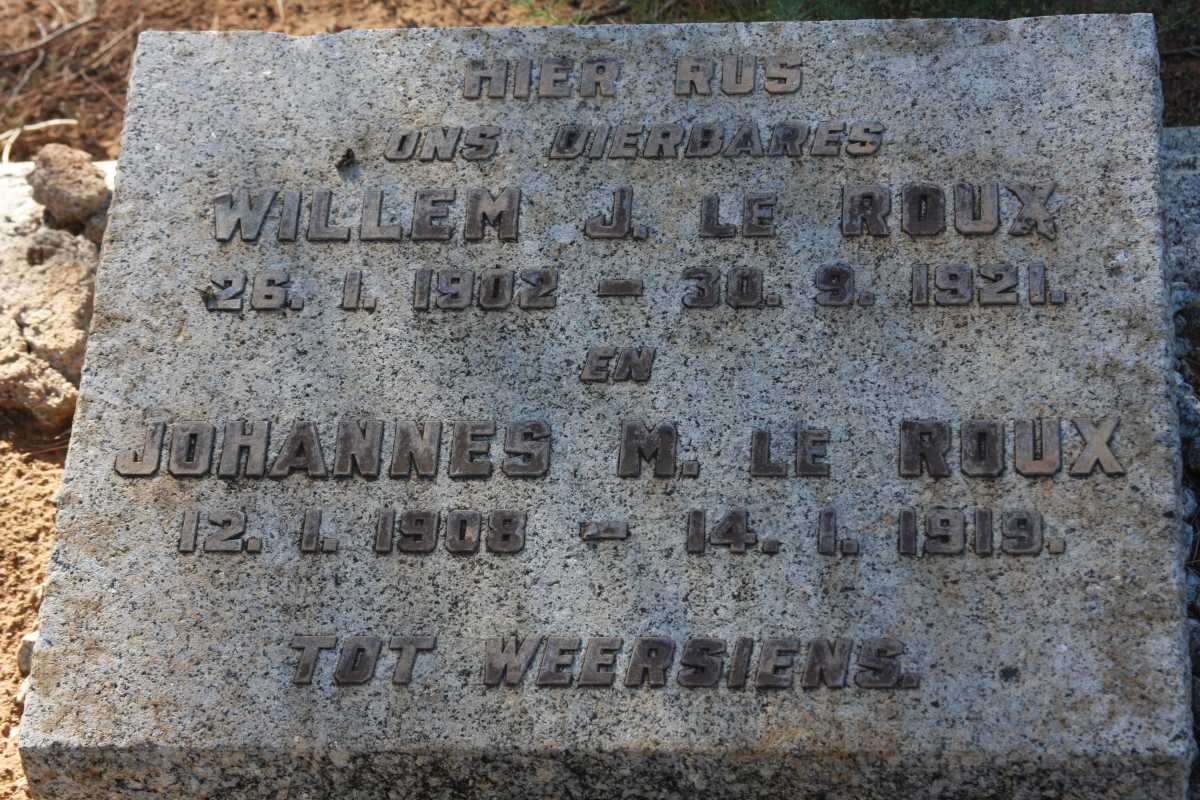 HIER RUS
ONS DIERBARES
WILLEM J. LE ROUX
26. 1. 1902 – 30. 9. 1921.
EN
JOHANNES M. LE ROUX
12. 1. 1908 – 14. 1. 1919.
TOT WEERSIENS.